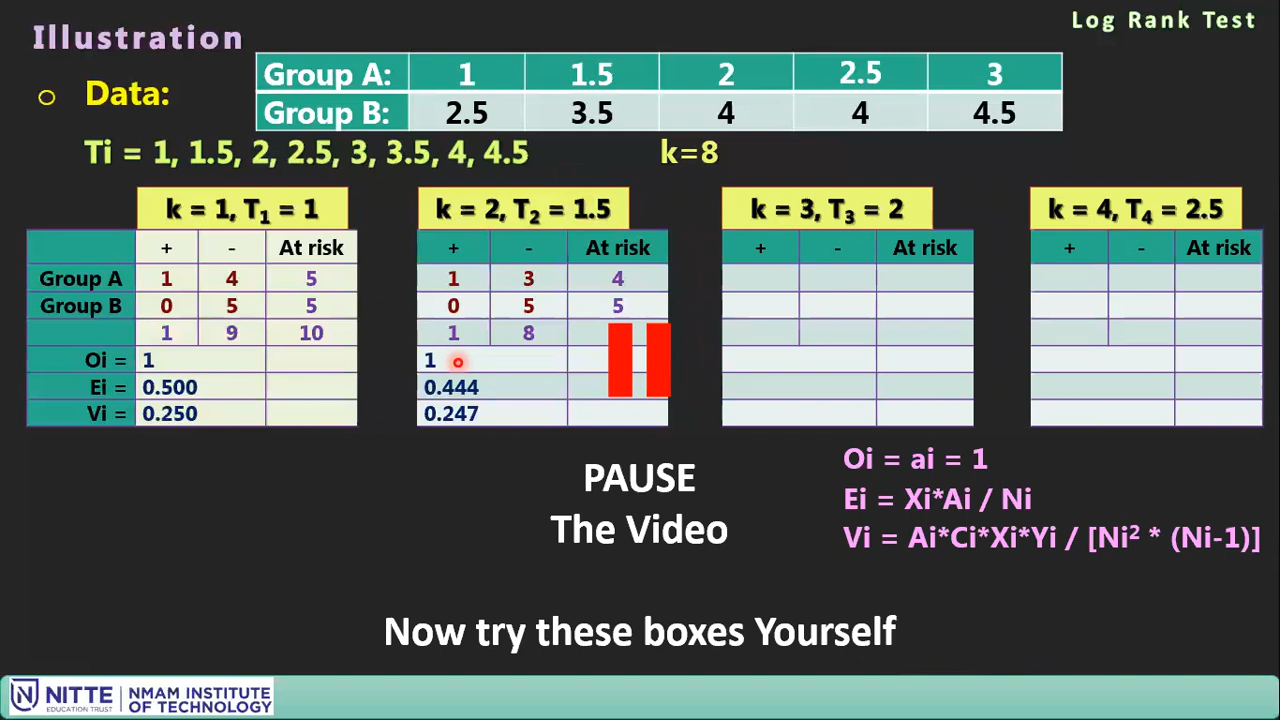 Log Rank Test
Illustration
o Data:
Group A: 1 1.5 2 2.5 3
Group B: 2.5 3.5 4 4 4.5
Ti = 1, 1.5, 2, 2.5, 3, 3.5, 4, 4.5 k=8
k = 1, T₁ = 1
+ - At risk
Group A 1 4 5
Group B 0 5 5
1 9 10
Oi = 1
Ei = 0.500
Vi = 0.250
k = 2, T₂ = 1.5
+ - At risk
1 3 4
0 5 5
1 8
1
0.444
0.247
k = 3, T₃ = 2
+ - At risk
k = 4, T₄ = 2.5
+ - At risk
PAUSE
The Video
Oi = ai = 1
Ei = Xi*Ai / Ni
Vi = Ai*Ci*Xi*Yi / [Ni² * (Ni-1)]
Now try these boxes Yourself
NITTE
EDUCATION TRUST
NMAM INSTITUTE
OF TECHNOLOGY